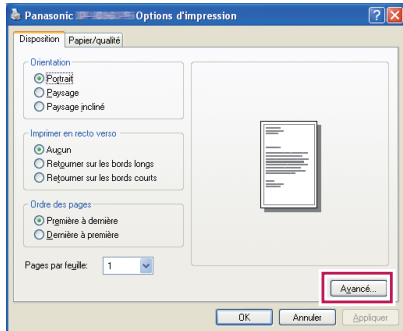 Panasonic Options d'impression
Disposition Papier/qualité
Orientation
Portrait
Paysage
Paysage incliné
Imprimer en recto verso
Aucun
Retourner sur les bords longs
Retourner sur les bords courts
Ordre des pages
Première à dernière
Dernière à première
Pages par feuille: 1
Avancé...
OK Annuler Appliquer